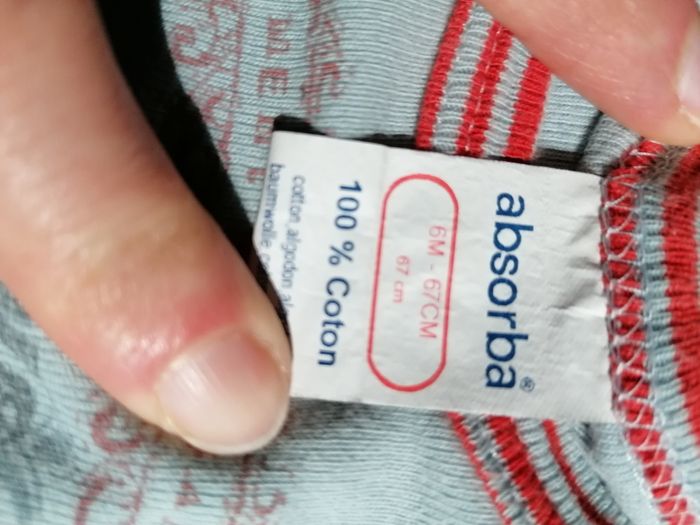 absorba®
6M - 67CM
67 cm
100 % Coton
cotton algodon
baumwolle